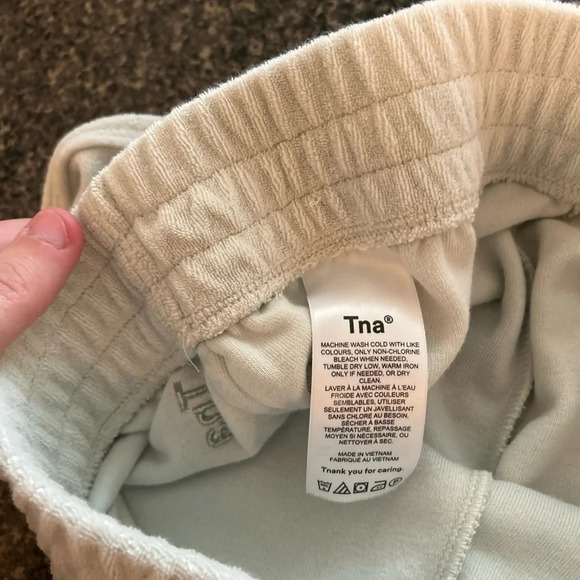 Tna®
MACHINE WASH COLD WITH LIKE
COLOURS, ONLY NON-CHLORINE
BLEACH WHEN NEEDED,
TUMBLE DRY LOW, WARM IRON
ONLY IF NEEDED, OR DRY
CLEAN.
LAVER À LA MACHINE À L'EAU
FROIDE AVEC COULEURS
SEMBLABLES, UTILISER
SEULEMENT UN JAVELLISANT
SANS CHLORE AU BESOIN,
SÉCHER À BASSE
TEMPÉRATURE, REPASSAGE
MOYEN SI NÉCESSAIRE, OU
NETTOYER À SEC.
MADE IN VIETNAM
FABRIQUÉ AU VIETNAM
Tnank you for caring.